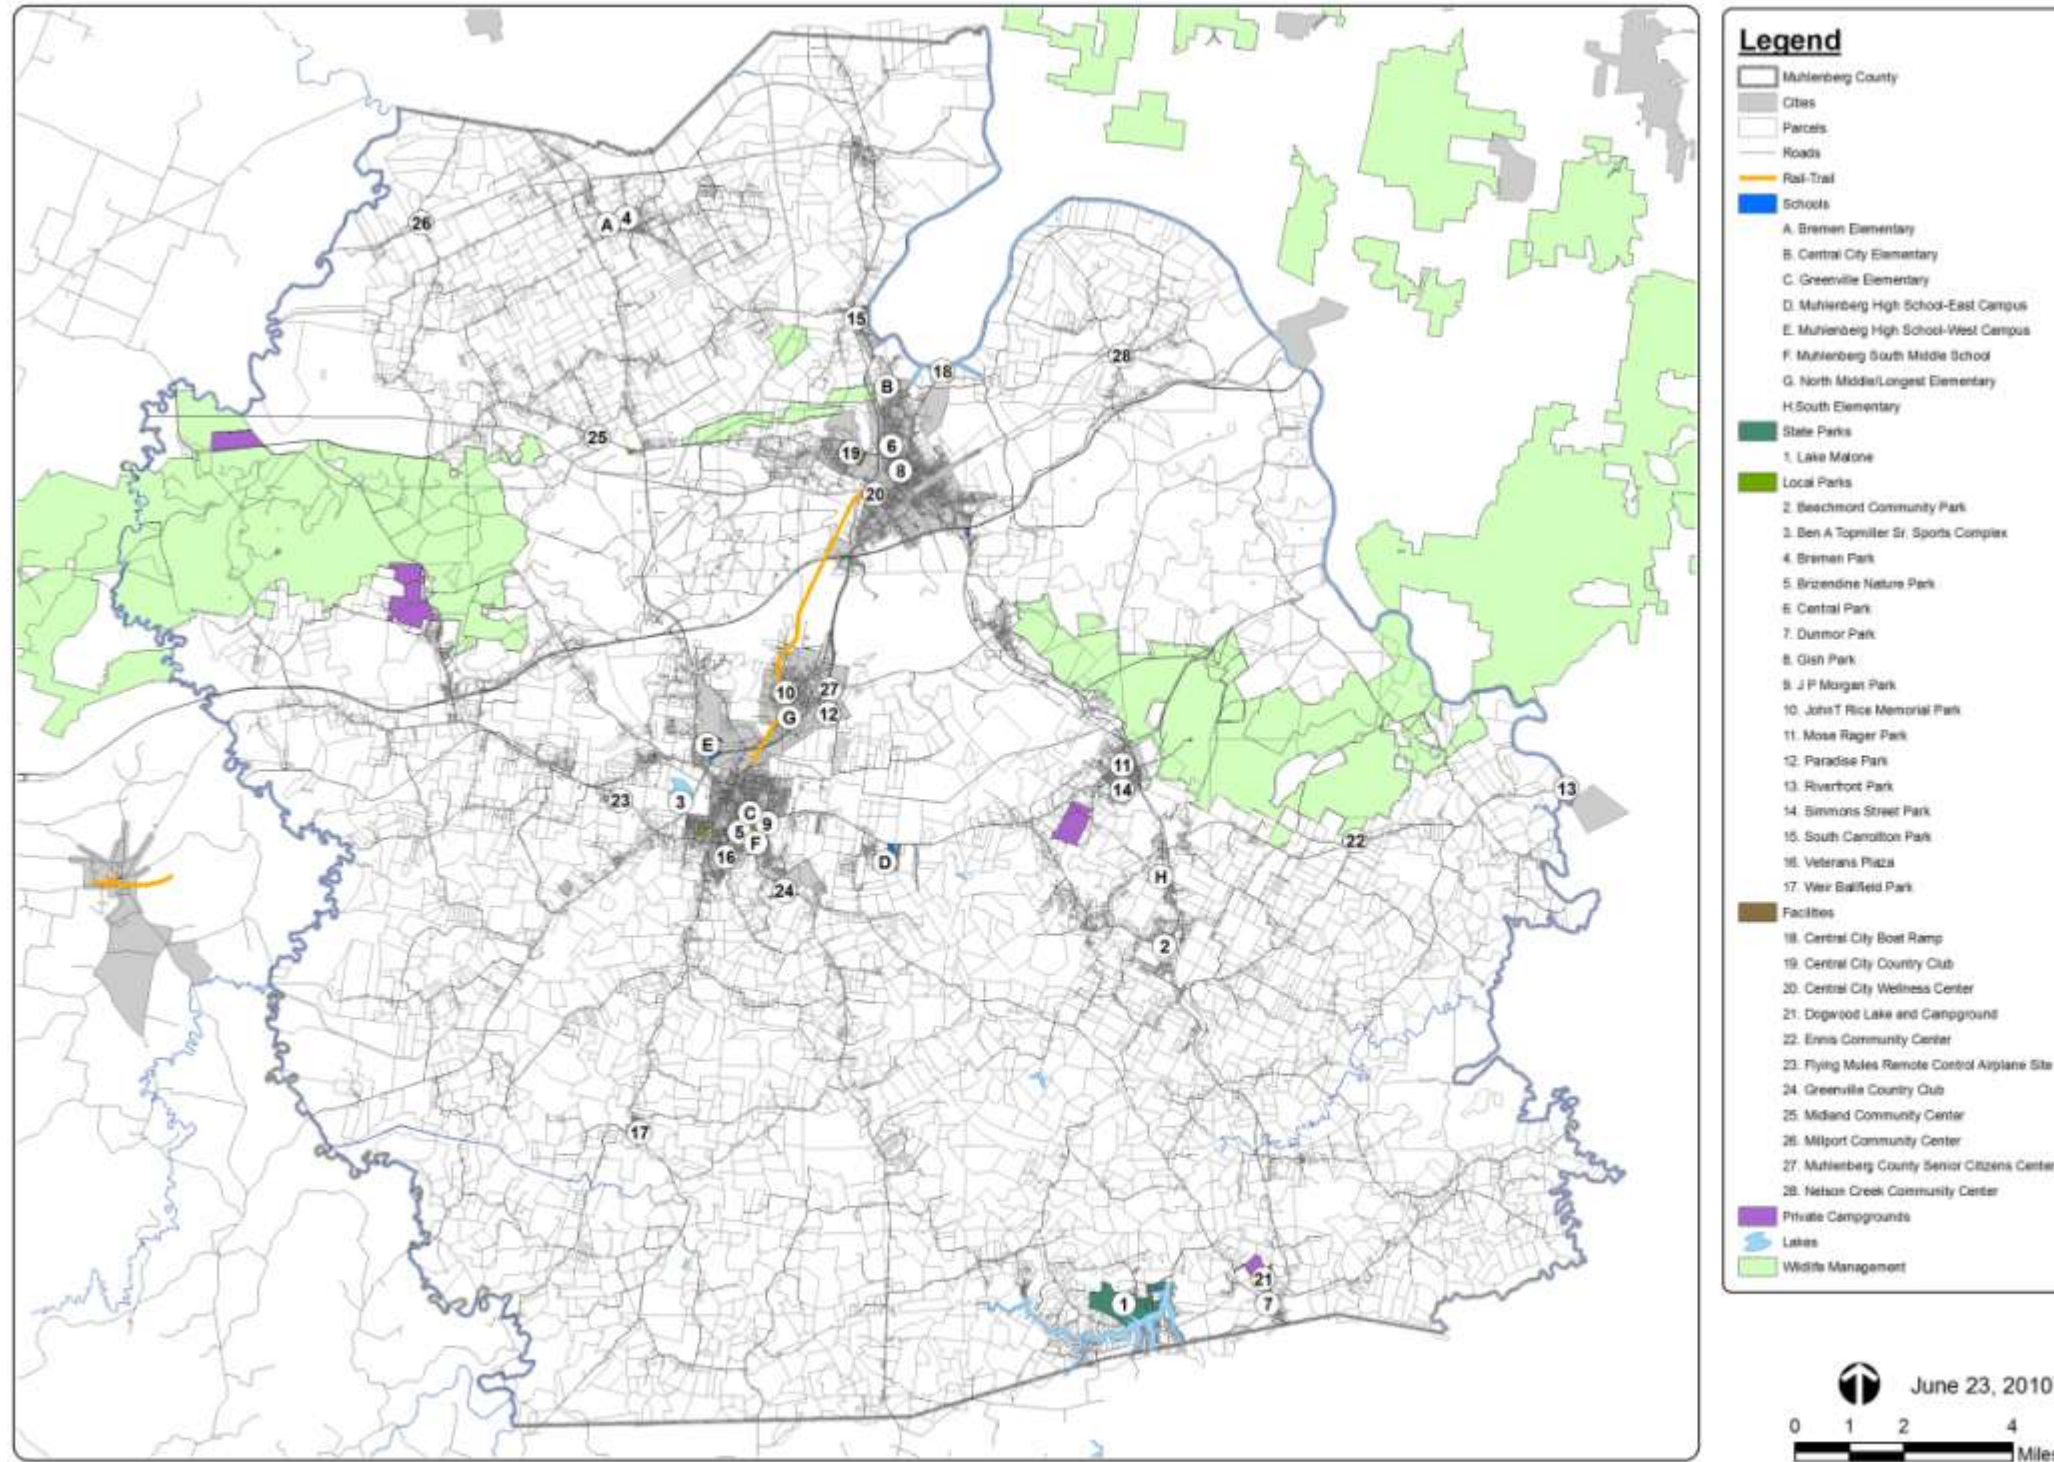 26
A
4
15
28
18
B
25
6
19
8
20
10
27
G
12
E
11
14
13
3
23
C
9
5
F
22
16
D
H
24
2
17
21
1
7
Legend
Muhlenberg County
Cities
Parcels
Roads
Rail-Trail
Schools
A. Bremen Elementary
B. Central City Elementary
C. Greenville Elementary
D. Muhlenberg High School-East Campus
E. Muhlenberg High School-West Campus
F. Muhlenberg South Middle School
G. North Middle/Longest Elementary
H.South Elementary
State Parks
1. Lake Malone
Local Parks
2. Beechmont Community Park
3. Ben A Topmiller Sr. Sports Complex
4. Bremen Park
5. Brizendine Nature Park
6. Central Park
7. Dunmor Park
8. Gish Park
9. J P Morgan Park
10. JohnT Rice Memorial Park
11. Mose Rager Park
12. Paradise Park
13. Riverfront Park
14. Simmons Street Park
15. South Carrollton Park
16. Veterans Plaza
17. Weir Ballfield Park
Facilities
18. Central City Boat Ramp
19. Central City Country Club
20. Central City Wellness Center
21. Dogwood Lake and Campground
22. Ennis Community Center
23. Flying Mules Remote Control Airplane Site
24. Greenville Country Club
25. Midland Community Center
26. Millport Community Center
27. Muhlenberg County Senior Citizens Center
28. Nelson Creek Community Center
Private Campgrounds
Lakes
Wildlife Management
June 23, 2010
0 1 2 4
Miles